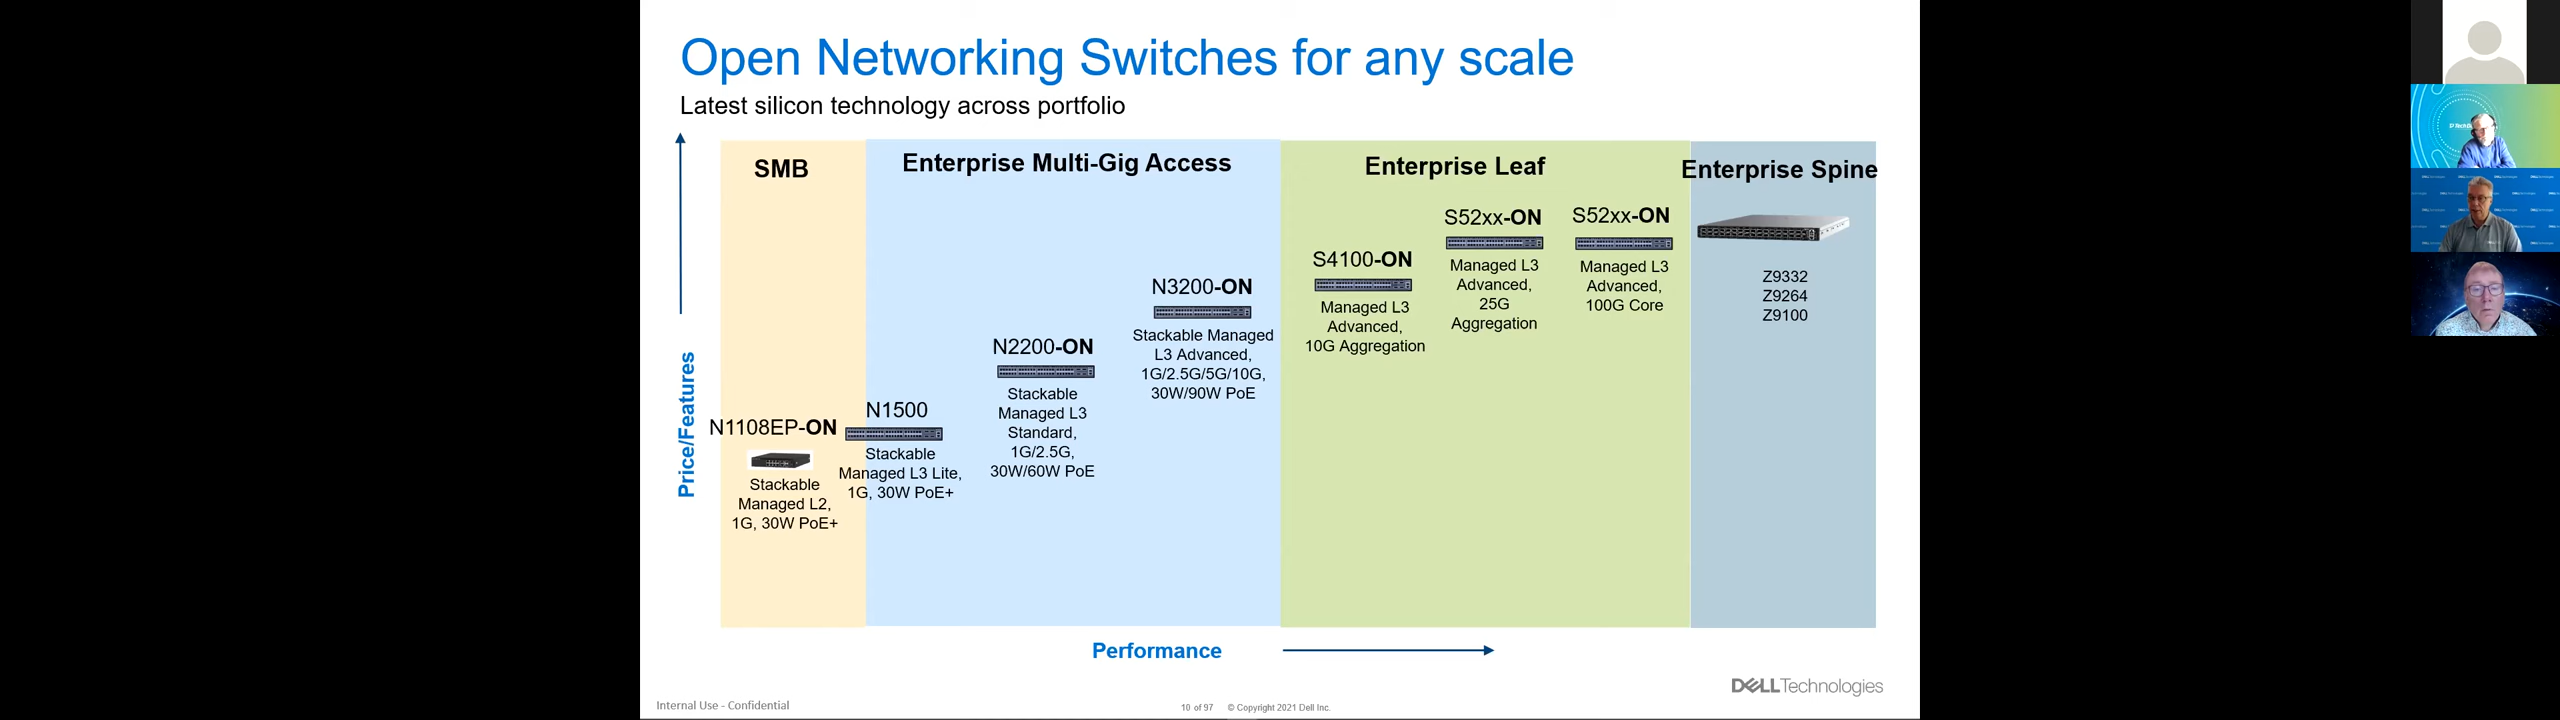 Open Networking Switches for any scale
Latest silicon technology across portfolio
Price/Features
SMB
N1108EP-ON
Stackable
Managed L2,
1G, 30W PoE+
Enterprise Multi-Gig Access
N1500
Stackable
Managed L3 Lite,
1G, 30W PoE+
N2200-ON
Stackable
Managed L3
Standard,
1G/2.5G,
30W/60W PoE
N3200-ON
Stackable Managed
L3 Advanced,
1G/2.5G/5G/10G,
30W/90W PoE
Enterprise Leaf
S4100-ON
Managed L3
Advanced,
10G Aggregation
S52xx-ON
Managed L3
Advanced,
25G
Aggregation
S52xx-ON
Managed L3
Advanced,
100G Core
Enterprise Spine
Z9332
Z9264
Z9100
Performance
DELLTechnologies
Internal Use - Confidential
10 of 97 © Copyright 2021 Dell Inc.